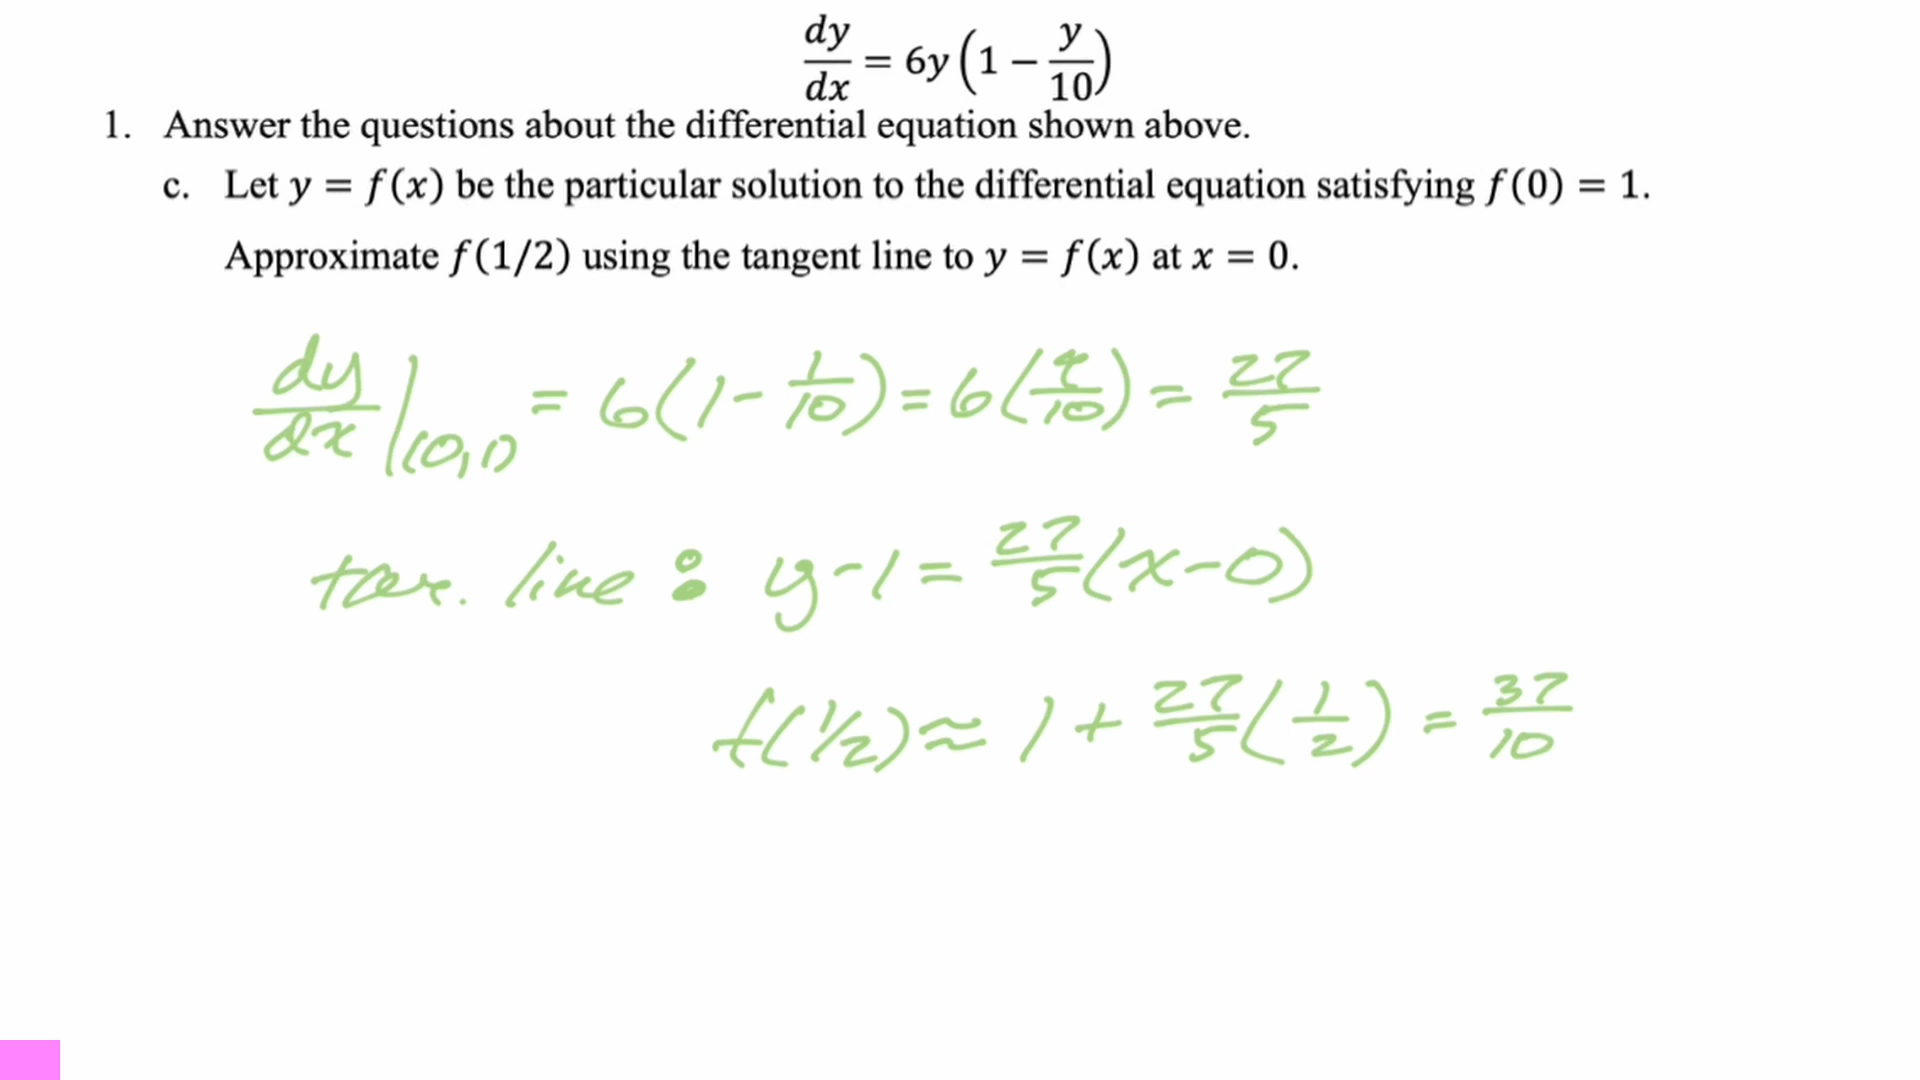 dy/dx = 6y(1 − y/10)
1. Answer the questions about the differential equation shown above.
c. Let y = f(x) be the particular solution to the differential equation satisfying f(0) = 1.
Approximate f(1/2) using the tangent line to y = f(x) at x = 0.
dy/dx|(0,1) = 6(1 - 1/10) = 6(9/10) = 27/5
tan. line : y - 1 = 27/5(x - 0)
f(1/2) ≈ 1 + 27/5(1/2) = 37/10